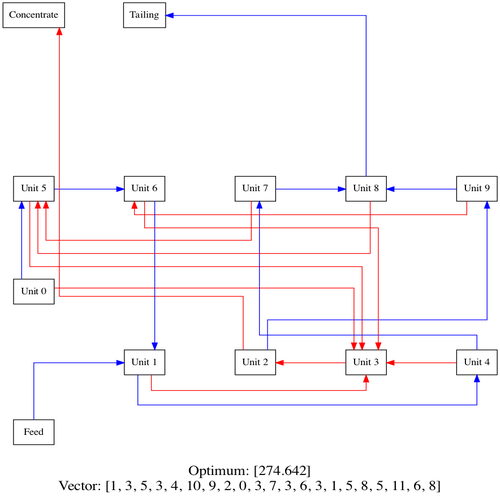 Concentrate
Tailing
Unit 5
Unit 6
Unit 7
Unit 8
Unit 9
Unit 0
Unit 1
Unit 2
Unit 3
Unit 4
Feed
Optimum: [274.642]
Vector: [1, 3, 5, 3, 4, 10, 9, 2, 0, 3, 7, 3, 6, 3, 1, 5, 8, 5, 11, 6, 8]